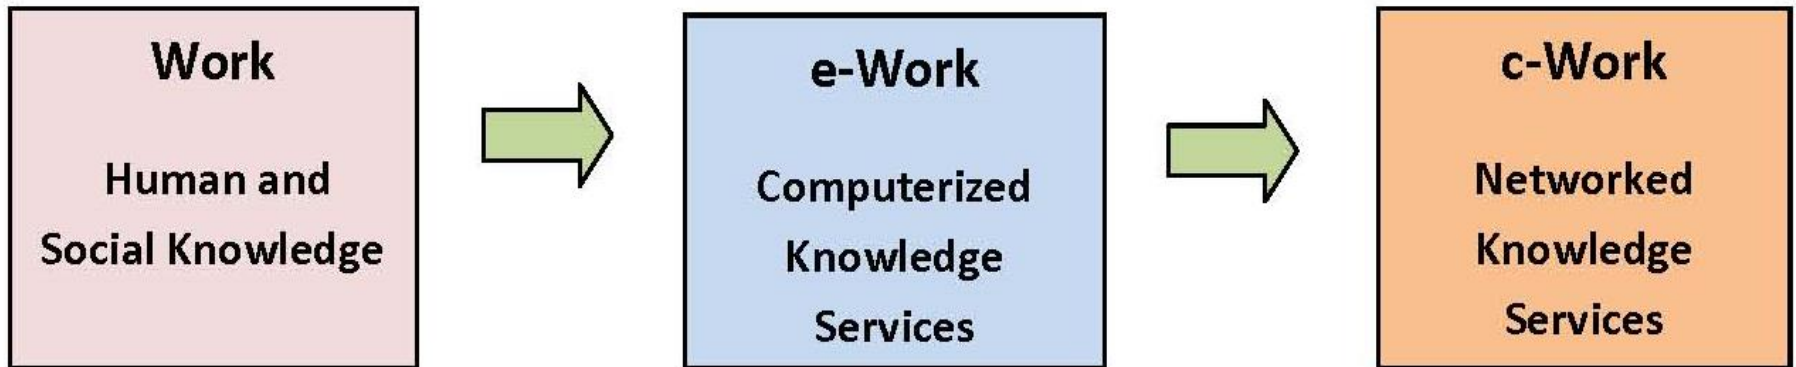 Work
Human and
Social Knowledge
e-Work
Computerized
Knowledge
Services
c-Work
Networked
Knowledge
Services